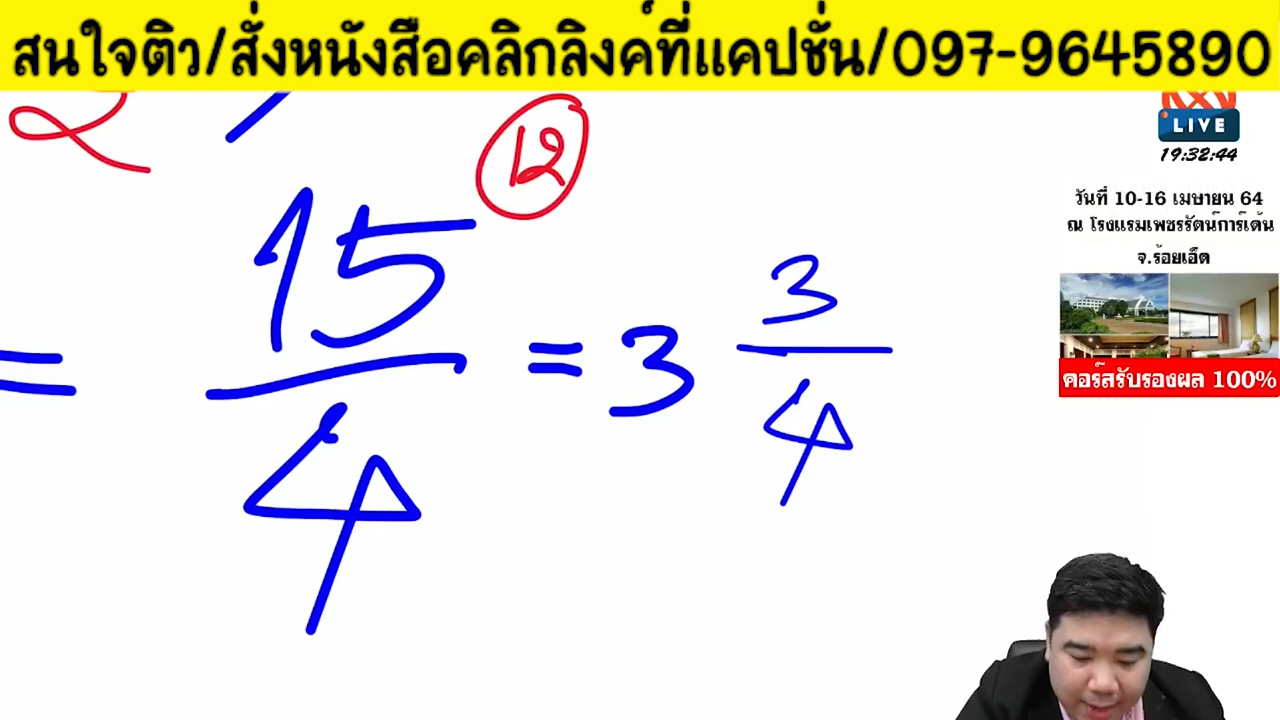 สนใจติว/สั่งหนังสือคลิกลิงค์ที่แคปชั่น/097-9645890
LIVE
19:32:44
วันที่ 10-16 เมษายน 64
ณ โรงแรมเพชรรัตน์การ์เด้น
จ.ร้อยเอ็ด
คอร์สรับรองผล 100%
2
12
= 15/4 = 3 3/4